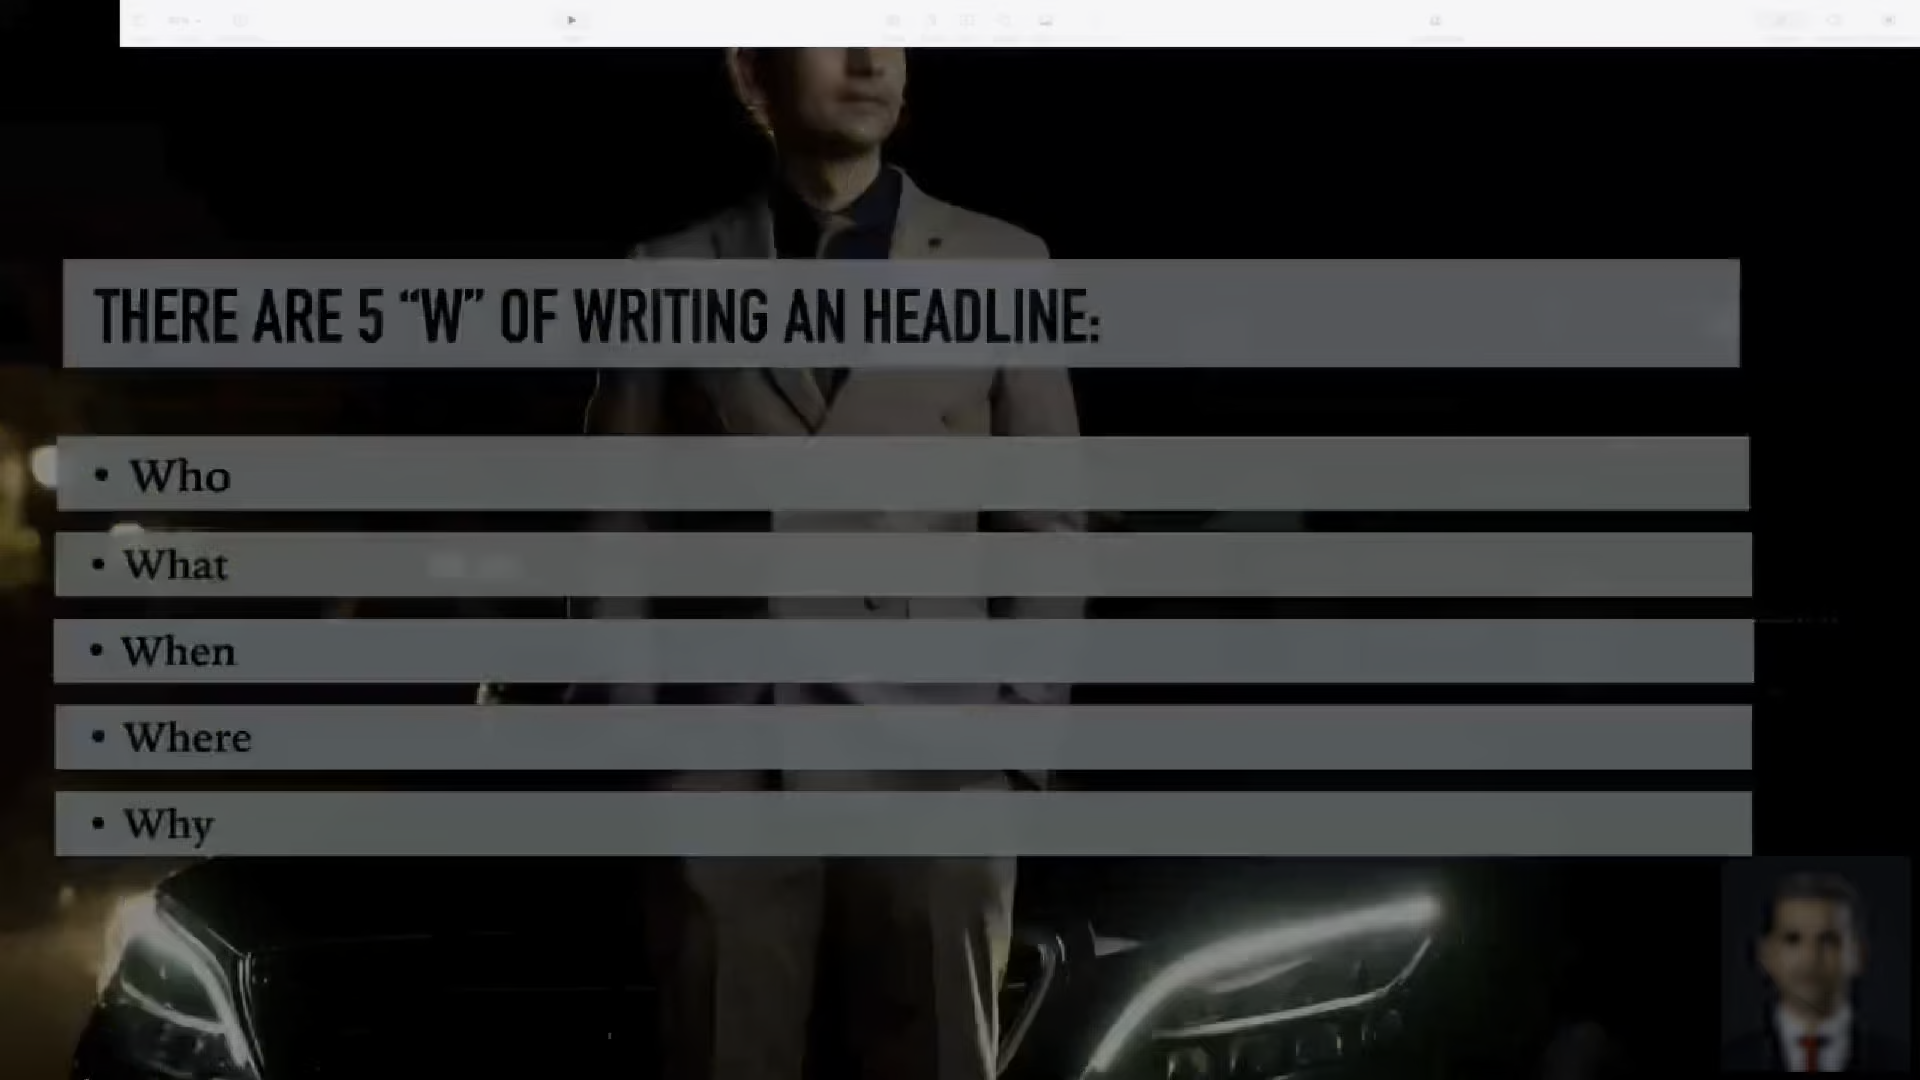 THERE ARE 5 “W” OF WRITING AN HEADLINE:
• Who
• What
• When
• Where
• Why